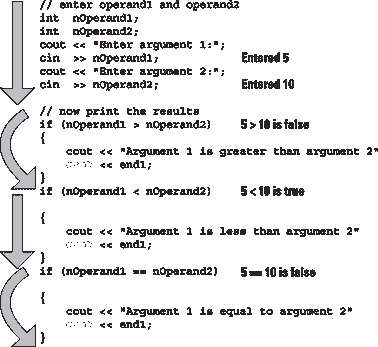 // enter operand1 and operand2
int nOperand1;
int nOperand2;
cout << "Enter argument 1:";
cin >> nOperand1; Entered 5
cout << "Enter argument 2:";
cin >> nOperand2; Entered 10
// now print the results
if (nOperand1 > nOperand2) 5 > 10 is false
{
cout << "Argument 1 is greater than argument 2"
<< endl;
}
if (nOperand1 < nOperand2) 5 < 10 is true
{
cout << "Argument 1 is less than argument 2"
<< endl;
}
if (nOperand1 == nOperand2) 5 == 10 is false
{
cout << "Argument 1 is equal to argument 2"
<< endl;
}